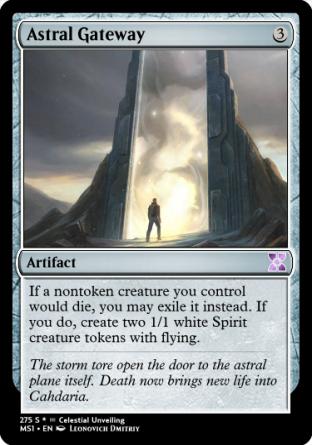 Astral Gateway 3
Artifact
If a nontoken creature you control
would die, you may exile it instead. If
you do, create two 1/1 white Spirit
creature tokens with flying.
The storm tore open the door to the astral
plane itself. Death now brings new life into
Cahdaria.
275 S * = Celestial Unveiling
MS1 • EN Leonovich Dmitriy